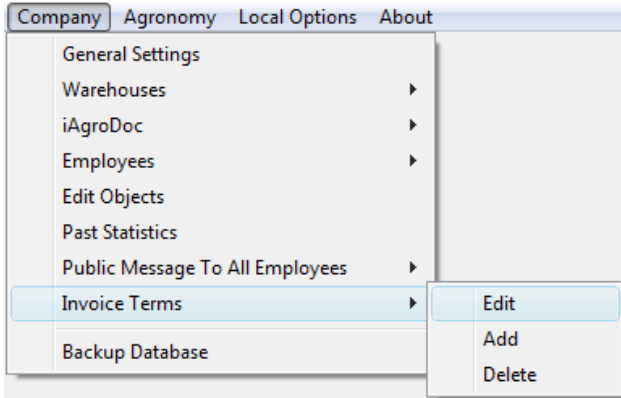 Company Agronomy Local Options About
General Settings
Warehouses
iAgroDoc
Employees
Edit Objects
Past Statistics
Public Message To All Employees
Invoice Terms
Edit
Add
Backup Database
Delete